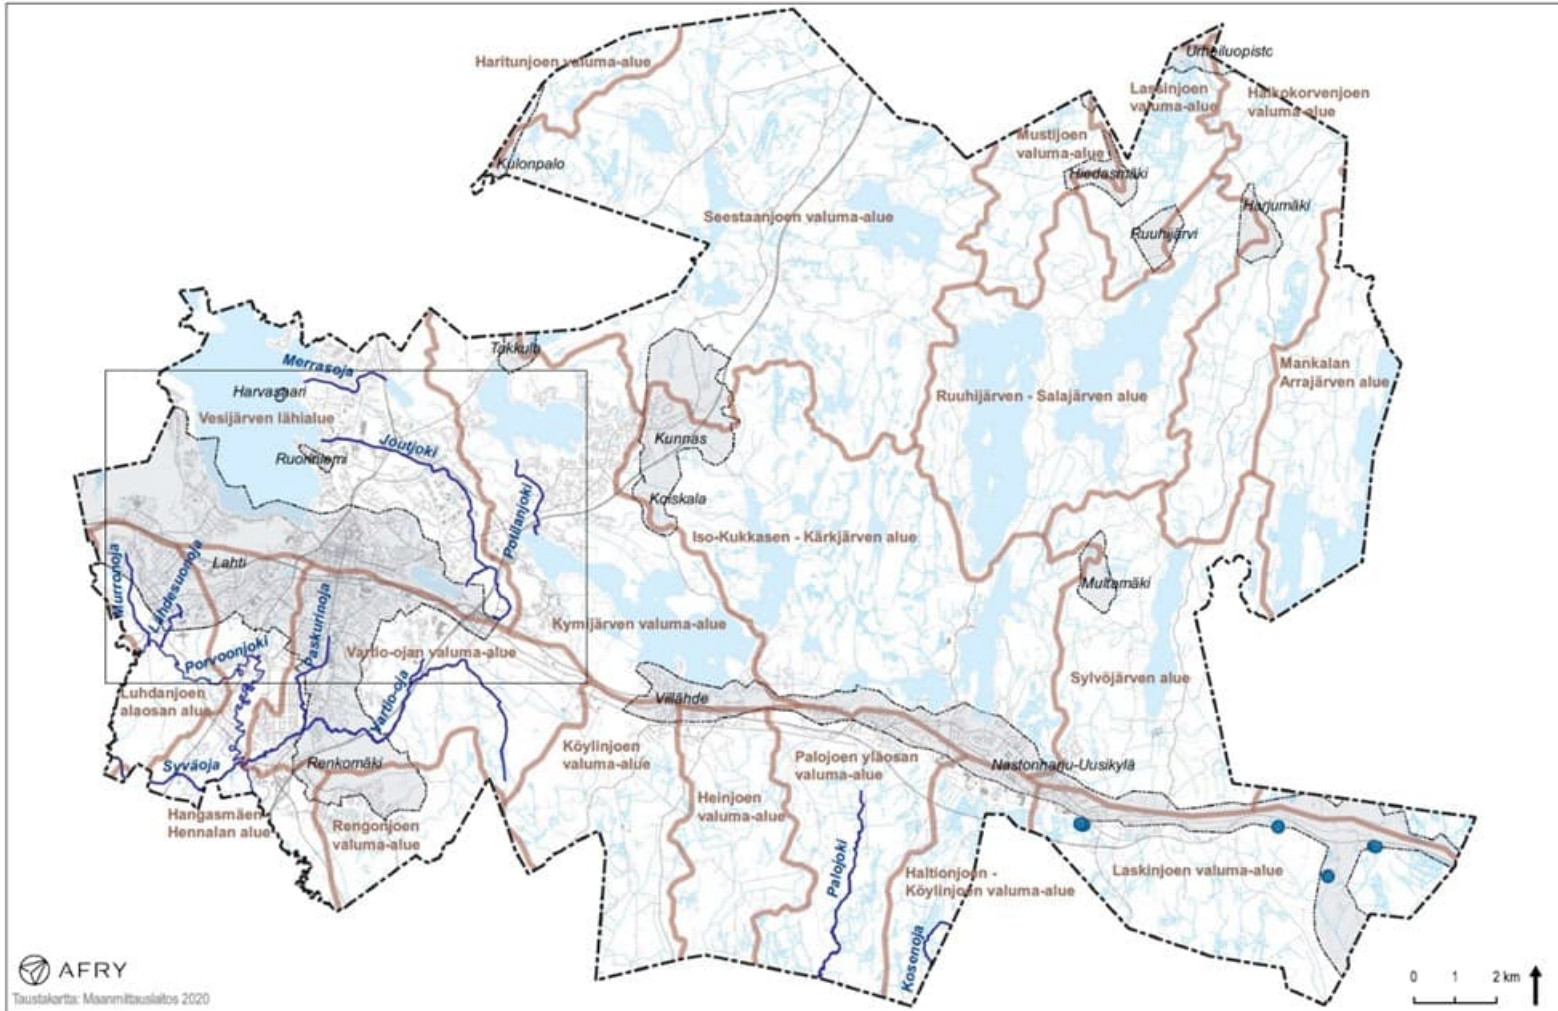 Urheiluopisto
Haritunjoen valuma-alue
Lassinjoen
valuma-alue
Halkokorvenjoen
valuma-alue
Mustijoen
valuma-alue
Kulonpalo
Hiedasmäki
Harjumäki
Seestaanjoen valuma-alue
Ruuhijärvi
Takkula
Merrasoja
Mankalan
Arrajärven alue
Harvasaari
Ruuhijärven - Salajärven alue
Vesijärven lähialue
Joutjoki
Kunnas
Ruoriniemi
Potilanjoki
Koiskala
Iso-Kukkasen - Kärkjärven alue
Murronoja
Lähdesuonoja
Lahti
Multamäki
Paskurinoja
Kymijärven valuma-alue
Porvoonjoki
Vartio-ojan valuma-alue
Sylvöjärven alue
Luhdanjoen
alaosan alue
Vartio-oja
Villähde
Köylinjoen
valuma-alue
Palojoen yläosan
valuma-alue
Syväoja
Renkomäki
Nastonharju-Uusikylä
Heinjoen
valuma-alue
Hangasmäen
Hennalan alue
Rengonjoen
valuma-alue
Palojoki
Haltionjoen -
Köylinjoen valuma-alue
Laskinjoen valuma-alue
Kosenoja
AFRY
Taustakartta: Maanmittauslaitos 2020
0 1 2 km